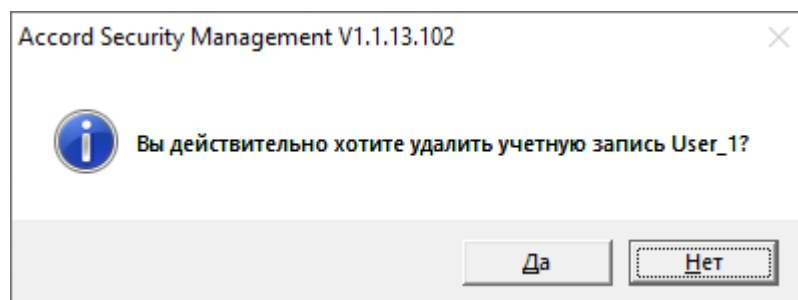 Accord Security Management V1.1.13.102
Вы действительно хотите удалить учетную запись User_1?
Да
Нет